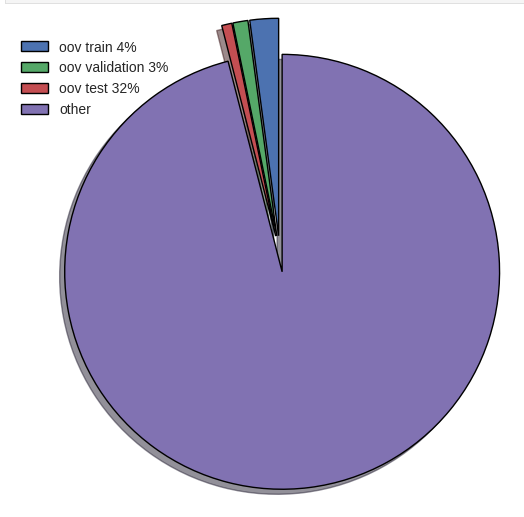 oov train 4%
oov validation 3%
oov test 32%
other